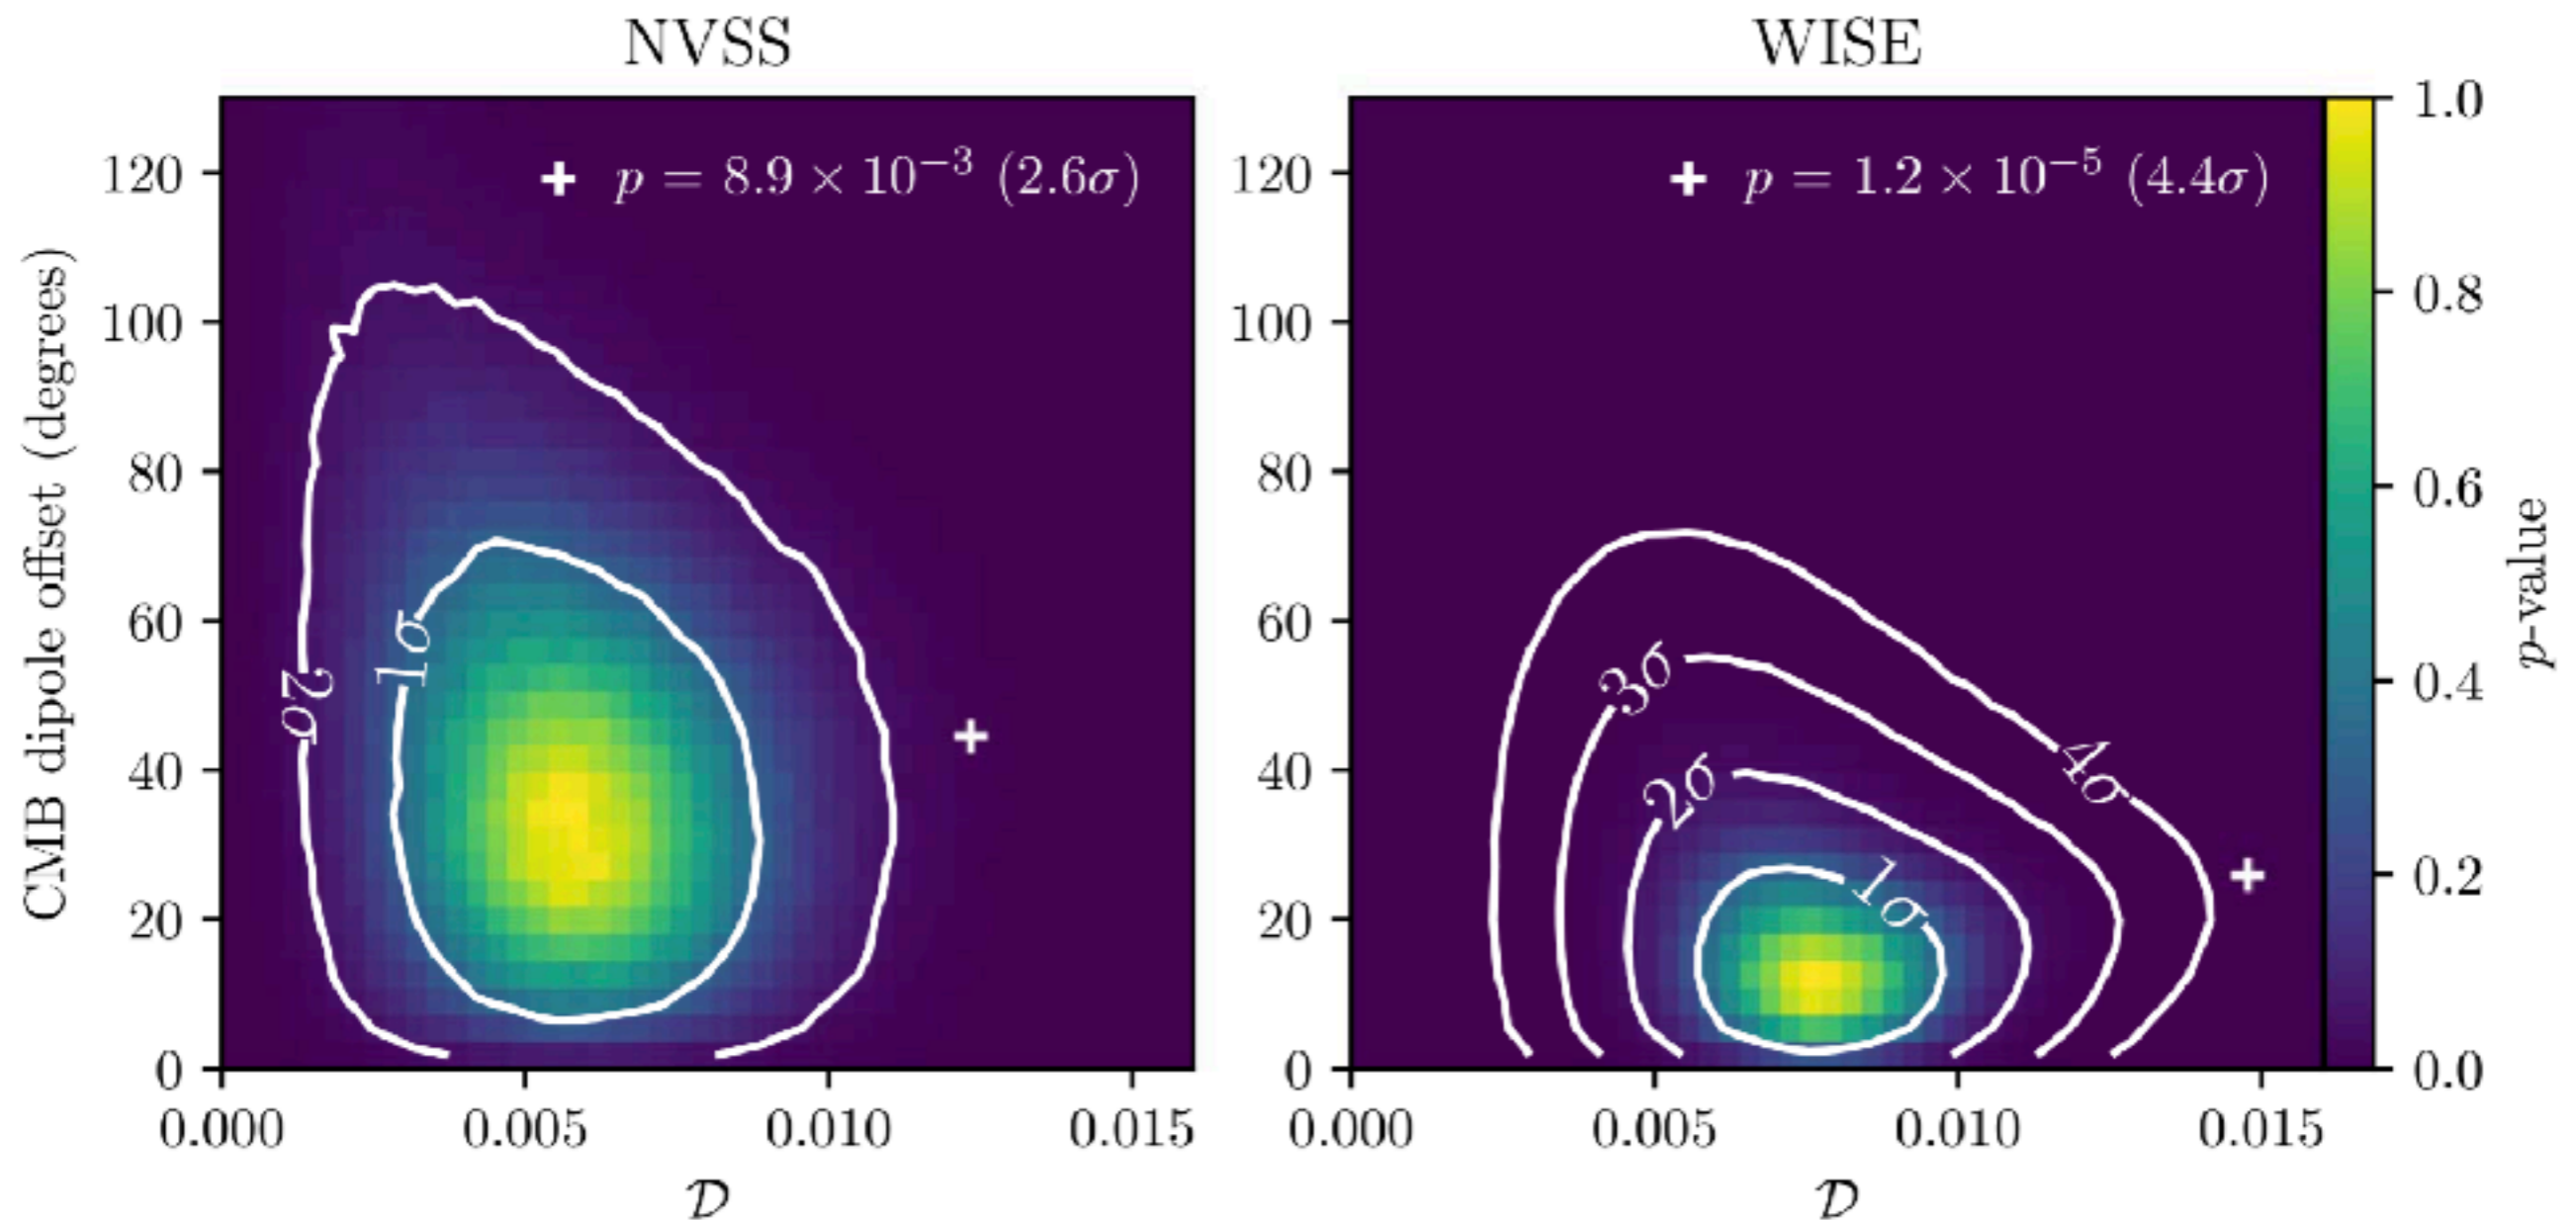 NVSS
WISE
p = 8.9 × 10⁻³ (2.6σ)
p = 1.2 × 10⁻⁵ (4.4σ)
CMB dipole offset (degrees)
120
100
80
60
40
20
0
0.000 0.005 0.010 0.015
𝒟
2σ
1σ
120
100
80
60
40
20
0
0.000 0.005 0.010 0.015
𝒟
4σ
3σ
2σ
1σ
1.0
0.8
0.6
0.4
0.2
0.0
p-value